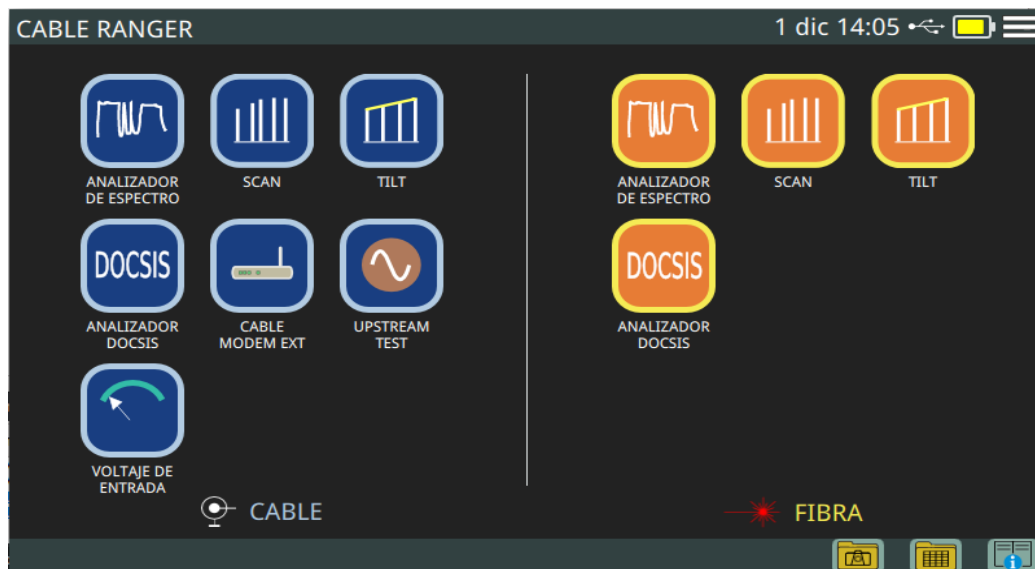 CABLE RANGER
1 dic 14:05
ANALIZADOR
DE ESPECTRO
SCAN
TILT
DOCSIS
ANALIZADOR
DOCSIS
CABLE
MODEM EXT
UPSTREAM
TEST
VOLTAJE DE
ENTRADA
CABLE
ANALIZADOR
DE ESPECTRO
SCAN
TILT
DOCSIS
ANALIZADOR
DOCSIS
FIBRA